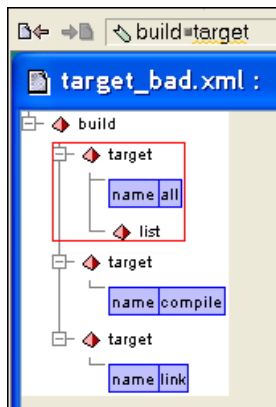 build=target
target_bad.xml :
build
target
name all
list
target
name compile
target
name link